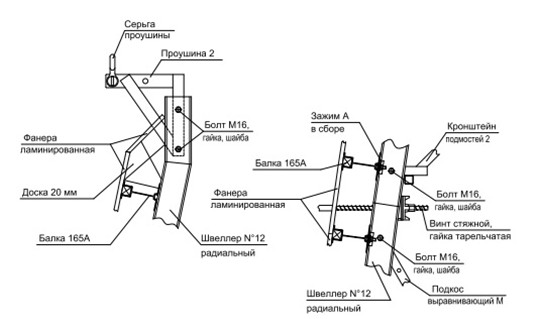 Серьга
проушины
Проушина 2
Болт М16,
гайка, шайба
Фанера
ламинированная
Доска 20 мм
Балка 165А
Швеллер N°12
радиальный
Зажим А
в сборе
Кронштейн
подмостей 2
Балка 165А
Болт М16,
гайка, шайба
Фанера
ламинированная
Винт стяжной,
гайка тарельчатая
Болт М16,
гайка, шайба
Швеллер N°12
радиальный
Подкос
выравнивающий М